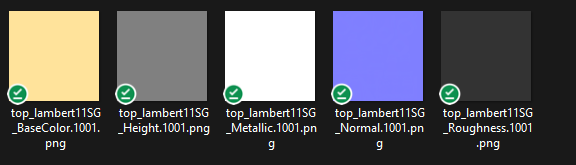 top_lambert11SG
_BaseColor.1001.
png
top_lambert11SG
_Height.1001.png
top_lambert11SG
_Metallic.1001.pn
g
top_lambert11SG
_Normal.1001.pn
g
top_lambert11SG
_Roughness.1001
.png